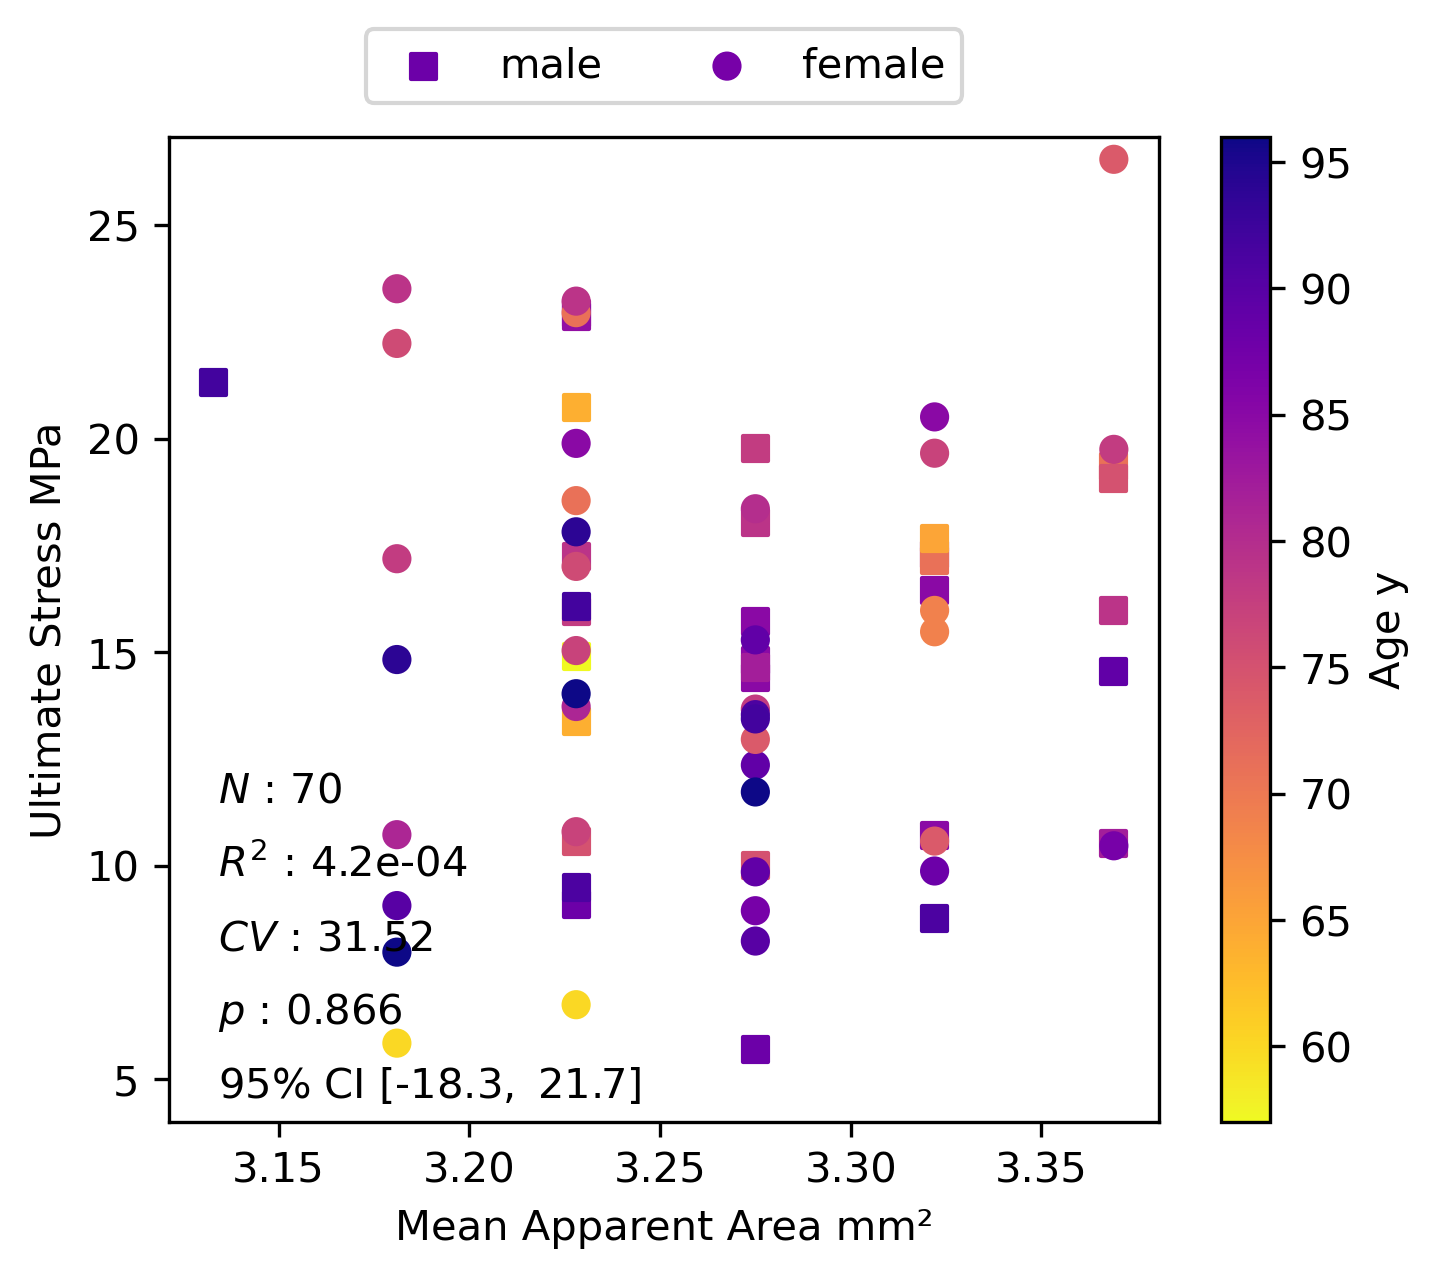 male female
25
20
15
10
5
Ultimate Stress MPa
N : 70
R² : 4.2e-04
CV : 31.52
p : 0.866
95% CI [-18.3, 21.7]
3.15 3.20 3.25 3.30 3.35
Mean Apparent Area mm²
95
90
85
80
75
70
65
60
Age y